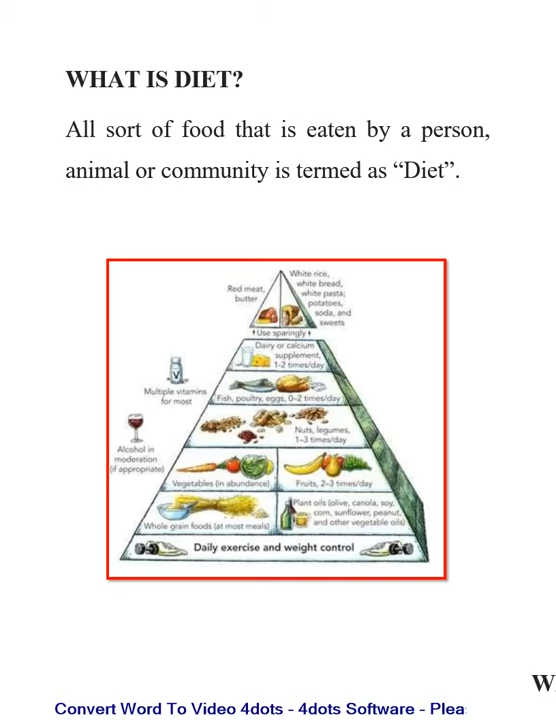 WHAT IS DIET?
All sort of food that is eaten by a person,
animal or community is termed as “Diet”.
Red meat,
butter
White rice,
white bread,
white pasta;
potatoes,
soda, and
sweets
Use sparingly
Dairy or calcium
supplement,
1-2 times/day
V
Multiple vitamins
for most
Fish, poultry, eggs, 0–2 times/day
Nuts, legumes,
1–3 times/day
Alcohol in
moderation
(if appropriate)
Vegetables (in abundance)
Fruits, 2–3 times/day
Whole grain foods (at most meals)
Plant oils (olive, canola, soy,
corn, sunflower, peanut,
and other vegetable oils)
Daily exercise and weight control
W
Convert Word To Video 4dots - 4dots Software - Plea